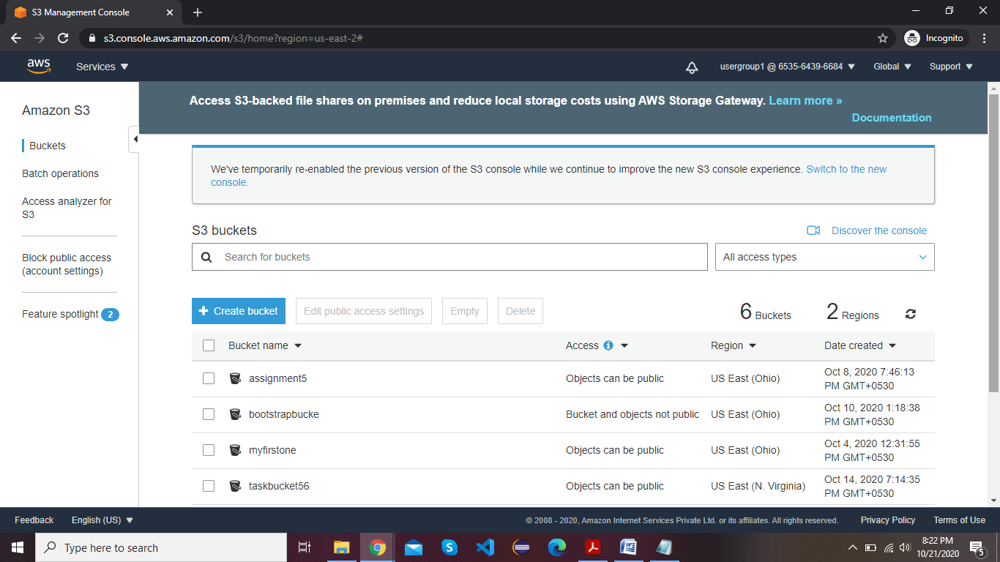 S3 Management Console
s3.console.aws.amazon.com/s3/home?region=us-east-2#
Incognito
aws
Services
usergroup1 @ 6535-6439-6684
Global
Support
Amazon S3
Buckets
Batch operations
Access analyzer for
S3
Block public access
(account settings)
Feature spotlight 2
Access S3-backed file shares on premises and reduce local storage costs using AWS Storage Gateway. Learn more »
Documentation
We've temporarily re-enabled the previous version of the S3 console while we continue to improve the new S3 console experience. Switch to the new
console.
S3 buckets
Discover the console
Search for buckets
All access types
+ Create bucket
Edit public access settings
Empty
Delete
6 Buckets
2 Regions
Bucket name Access Region Date created
assignment5 Objects can be public US East (Ohio) Oct 8, 2020 7:46:13
PM GMT+0530
bootstrapbucke Bucket and objects not public US East (Ohio) Oct 10, 2020 1:18:38
PM GMT+0530
myfirstone Objects can be public US East (Ohio) Oct 4, 2020 12:31:55
PM GMT+0530
taskbucket56 Objects can be public US East (N. Virginia) Oct 14, 2020 7:14:35
PM GMT+0530
Feedback
English (US)
© 2008 - 2020, Amazon Internet Services Private Ltd. or its affiliates. All rights reserved.
Privacy Policy
Terms of Use
Type here to search
8:22 PM
10/21/2020
5